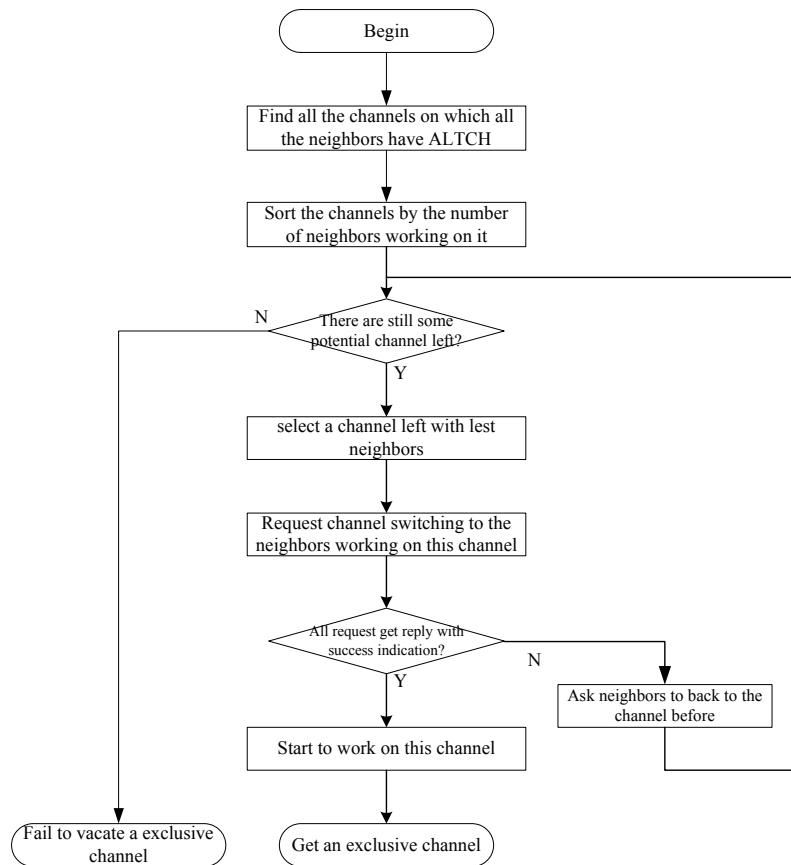 Begin
Find all the channels on which all
the neighbors have ALTCH
Sort the channels by the number
of neighbors working on it
There are still some
potential channel left?
N
Y
select a channel left with lest
neighbors
Request channel switching to the
neighbors working on this channel
All request get reply with
success indication?
N
Y
Ask neighbors to back to the
channel before
Start to work on this channel
Fail to vacate a exclusive
channel
Get an exclusive channel